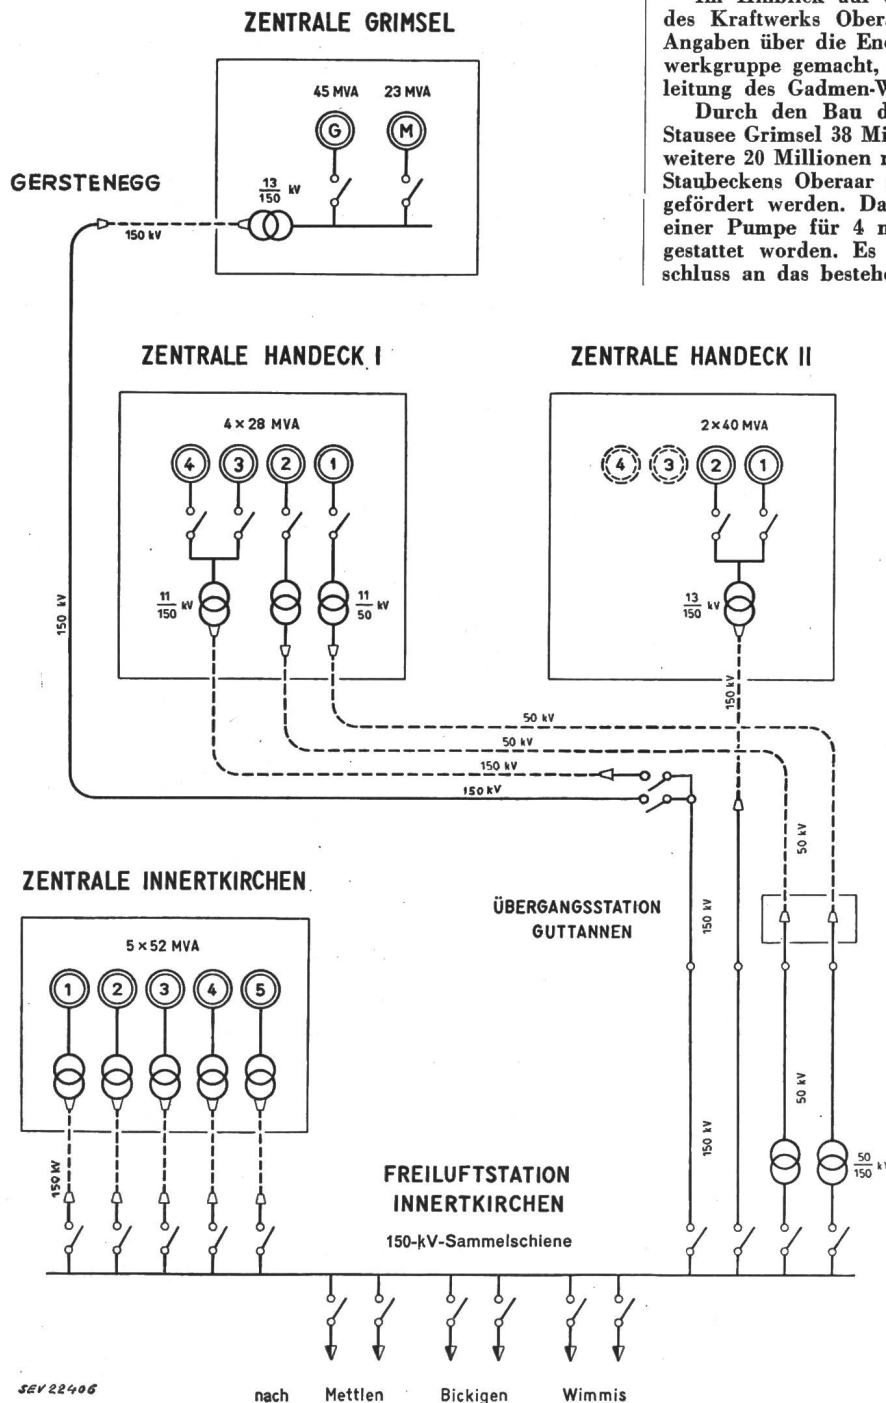 des Kraftwerks Ober
Angaben über die En
werkgruppe gemacht,
leitung des Gadmen-W
Durch den Bau d
Stausee Grimsel 38 Mi
weitere 20 Millionen
Staubeckens Oberaar
gefördert werden. Da
einer Pumpe für 4
gestattet worden. Es
schluss an das bestehe
ZENTRALE GRIMSEL
45 MVA 23 MVA
G M
13
150 kV
GERSTENEGG
150 kV
150 kV
ZENTRALE HANDECK I
4 × 28 MVA
4 3 2 1
11
150 kV
11
50 kV
ZENTRALE HANDECK II
2 × 40 MVA
4 3 2 1
13
150 kV
150 kV
50 kV
50 kV
150 kV
150 kV
50 kV
ÜBERGANGSSTATION
GUTTANNEN
150 kV
ZENTRALE INNERTKIRCHEN
5 × 52 MVA
1 2 3 4 5
150 kV
50 kV
150 kV
50
150 kV
FREILUFTSTATION
INNERTKIRCHEN
150-kV-Sammelschiene
SEV 22406
nach Mettlen Bickigen Wimmis